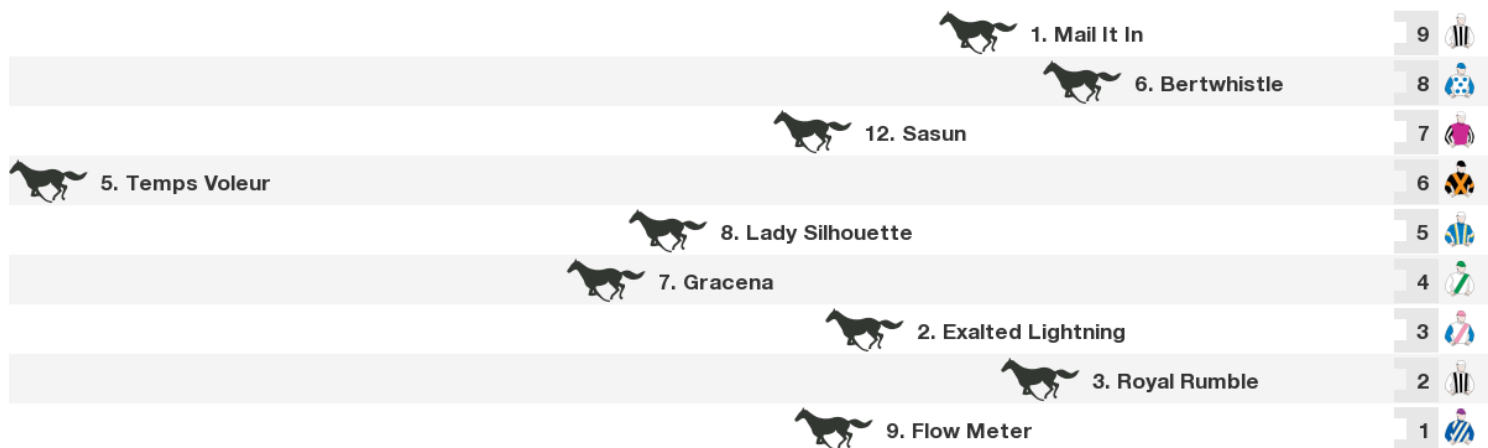 1. Mail It In 9
6. Bertwhistle 8
12. Sasun 7
5. Temps Voleur 6
8. Lady Silhouette 5
7. Gracena 4
2. Exalted Lightning 3
3. Royal Rumble 2
9. Flow Meter 1